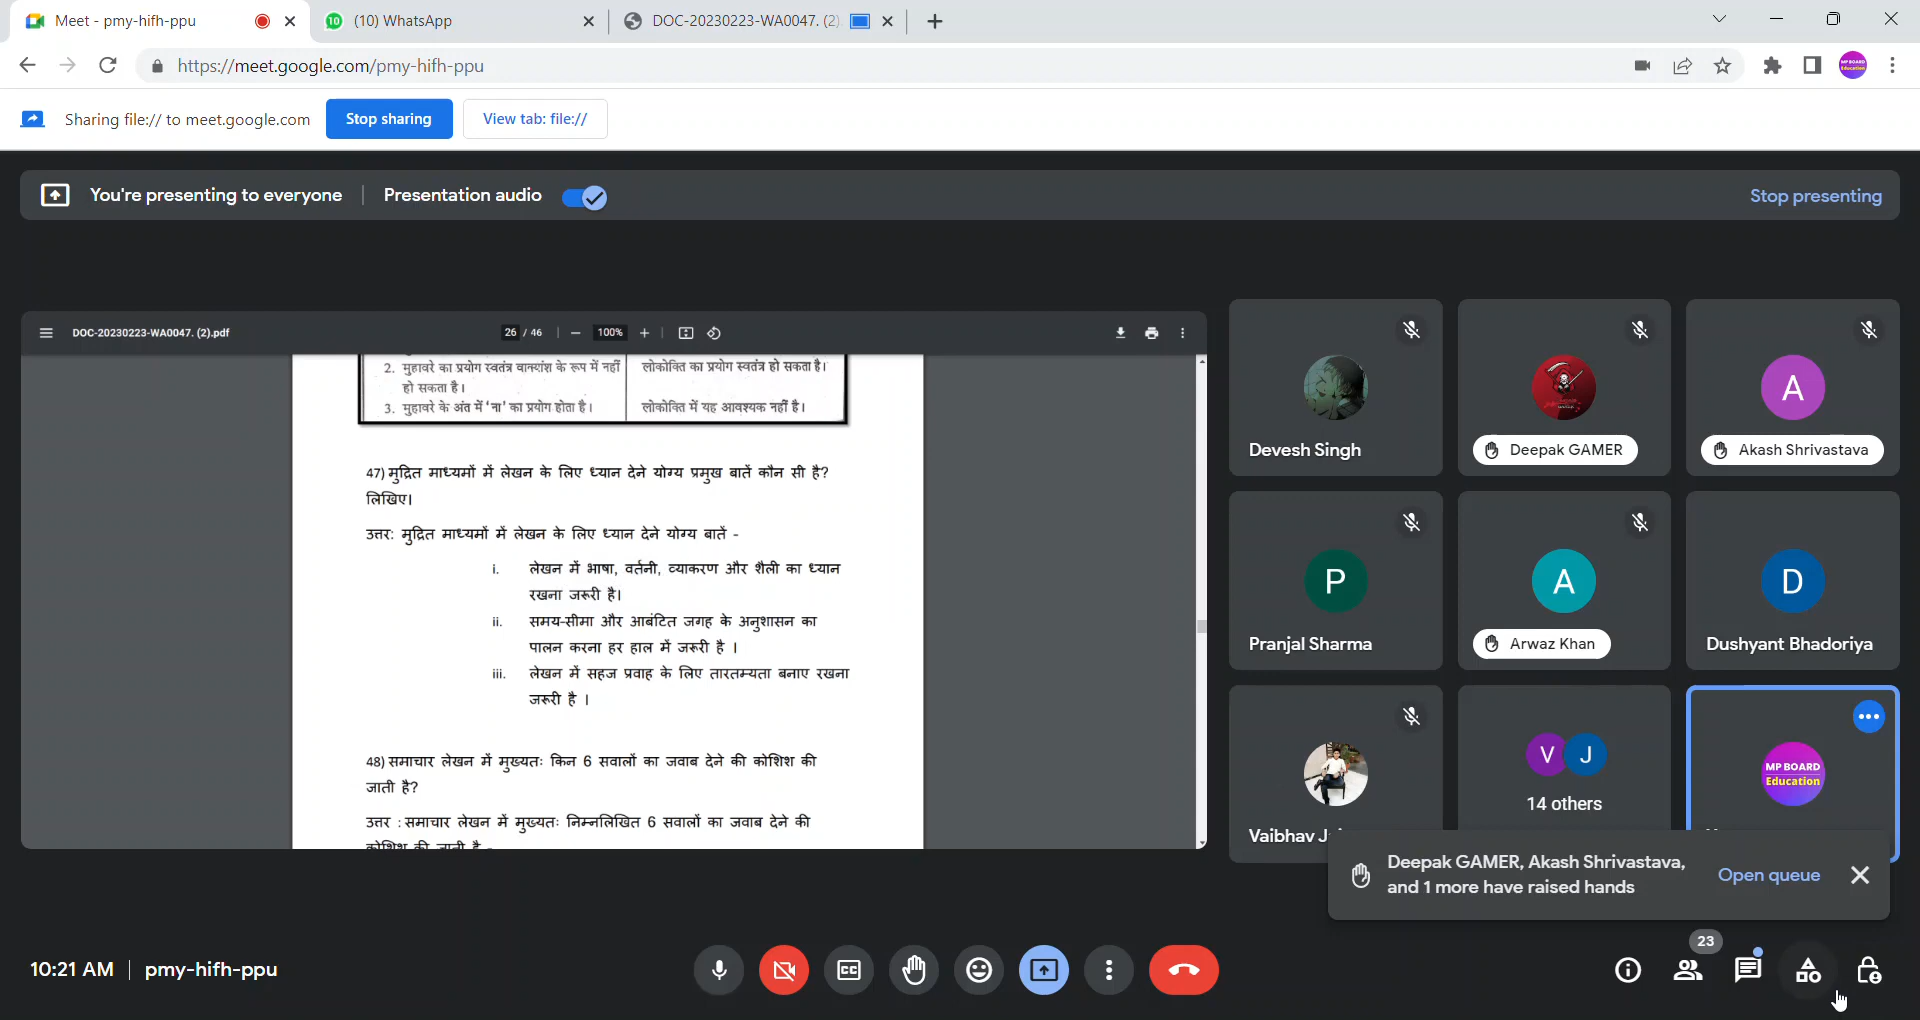 Meet - pmy-hifh-ppu
10
(10) WhatsApp
DOC-20230223-WA0047. (2)
https://meet.google.com/pmy-hifh-ppu
MP BOARD
Education
Sharing file:// to meet.google.com
Stop sharing
View tab: file://
You're presenting to everyone
Presentation audio
Stop presenting
DOC-20230223-WA0047. (2).pdf
26 / 46
100%
2. मुहावरे का प्रयोग स्वतंत्र वाक्यांश के रूप में नहीं
हो सकता है।
लोकोक्ति का प्रयोग स्वतंत्र हो सकता है।
3. मुहावरे के अंत में 'ना' का प्रयोग होता है।
लोकोक्ति में यह आवश्यक नहीं है।
47) मुद्रित माध्यमों में लेखन के लिए ध्यान देने योग्य प्रमुख बातें कौन सी है?
लिखिए।
उत्तर: मुद्रित माध्यमों में लेखन के लिए ध्यान देने योग्य बातें -
i. लेखन में भाषा, वर्तनी, व्याकरण और शैली का ध्यान
रखना जरूरी है।
ii. समय-सीमा और आबंटित जगह के अनुशासन का
पालन करना हर हाल में जरूरी है ।
iii. लेखन में सहज प्रवाह के लिए तारतम्यता बनाए रखना
जरूरी है ।
48) समाचार लेखन में मुख्यतः किन 6 सवालों का जवाब देने की कोशिश की
जाती है?
उत्तर : समाचार लेखन में मुख्यतः निम्नलिखित 6 सवालों का जवाब देने की
कोशिश की जाती है -
Devesh Singh
Deepak GAMER
A
Akash Shrivastava
P
Pranjal Sharma
A
Arwaz Khan
D
Dushyant Bhadoriya
Vaibhav
V
J
14 others
MP BOARD
Education
Deepak GAMER, Akash Shrivastava,
and 1 more have raised hands
Open queue
10:21 AM
pmy-hifh-ppu
CC
23